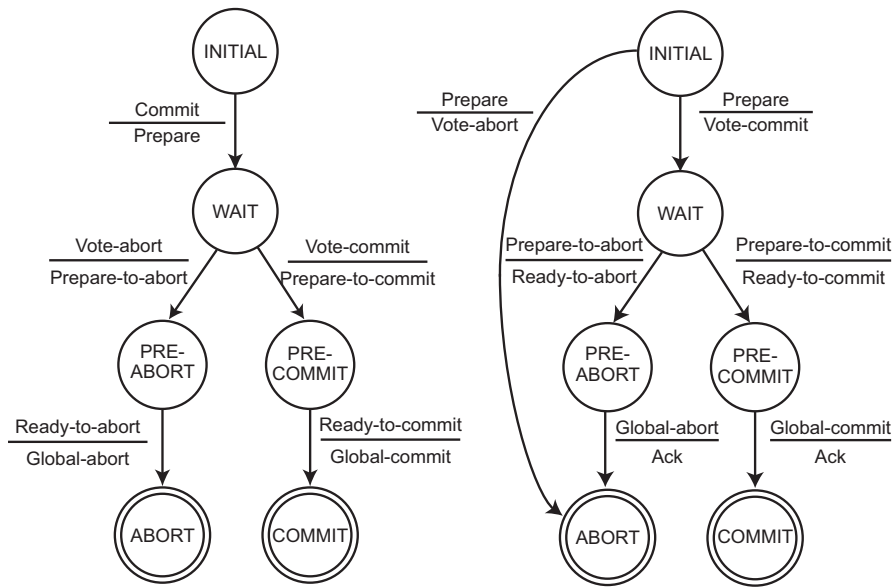 INITIAL
Commit
Prepare
WAIT
Vote-abort
Prepare-to-abort
Vote-commit
Prepare-to-commit
PRE-
ABORT
PRE-
COMMIT
Ready-to-abort
Global-abort
Ready-to-commit
Global-commit
ABORT
COMMIT
INITIAL
Prepare
Vote-abort
Prepare
Vote-commit
WAIT
Prepare-to-abort
Ready-to-abort
Prepare-to-commit
Ready-to-commit
PRE-
ABORT
PRE-
COMMIT
Global-abort
Ack
Global-commit
Ack
ABORT
COMMIT